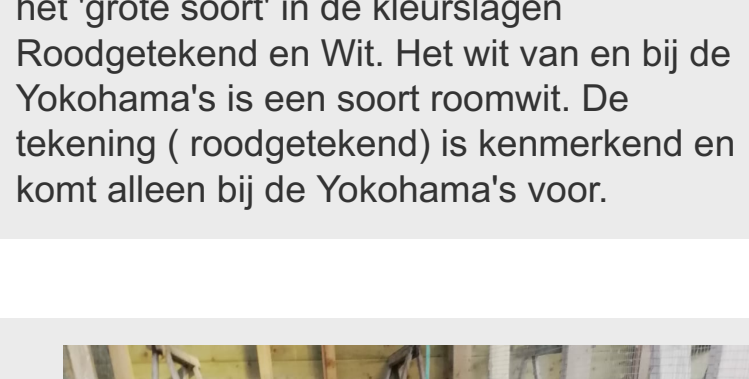 het 'grote soort' in de kleurslagen
Roodgetekend en Wit. Het wit van en bij de
Yokohama's is een soort roomwit. De
tekening ( roodgetekend) is kenmerkend en
komt alleen bij de Yokohama's voor.